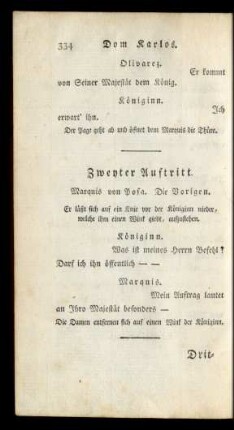 334 Dom Karlos.
Olivarez.
Er kommt
von Seiner Majestät dem König.
Königinn.
Ich
erwart' ihn.
Der Page geht ab und öfnet dem Marquis die Thüre.
Zweyter Auftritt.
Marquis von Posa. Die Vorigen.
Er läßt sich auf ein Knie vor der Königinn nieder,
welche ihm einen Wink giebt, aufzustehen.
Königinn.
Was ist meines Herrn Befehl?
Darf ich ihn öffentlich — —
Marquis.
Mein Auftrag lautet
an Ihro Majestät besonders —
Die Damen entfernen sich auf einen Wink der Königinn.
Drit-